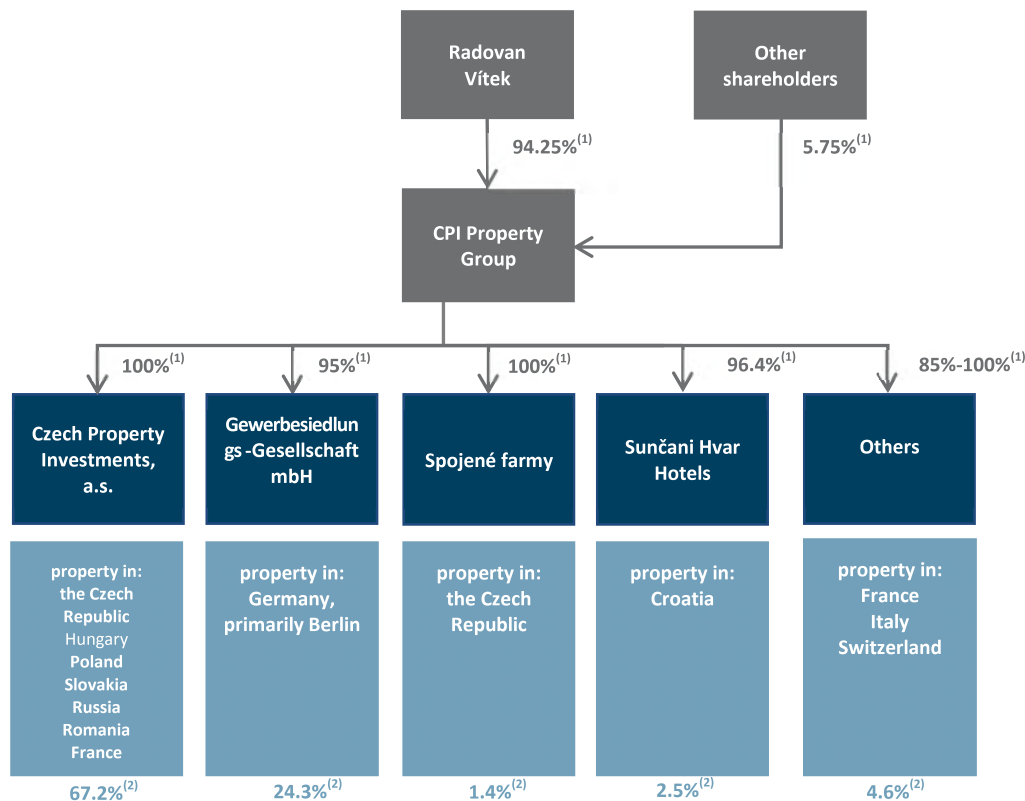 Radovan
Vítek
Other
shareholders
94.25%(1)
5.75%(1)
CPI Property
Group
100%(1)
95%(1)
100%(1)
96.4%(1)
85%-100%(1)
Czech Property
Investments,
a.s.
Gewerbesiedlun
gs -Gesellschaft
mbH
Spojené farmy
Sunčani Hvar
Hotels
Others
property in:
the Czech
Republic
Hungary
Poland
Slovakia
Russia
Romania
France
property in:
Germany,
primarily Berlin
property in:
the Czech
Republic
property in:
Croatia
property in:
France
Italy
Switzerland
67.2%(2)
24.3%(2)
1.4%(2)
2.5%(2)
4.6%(2)